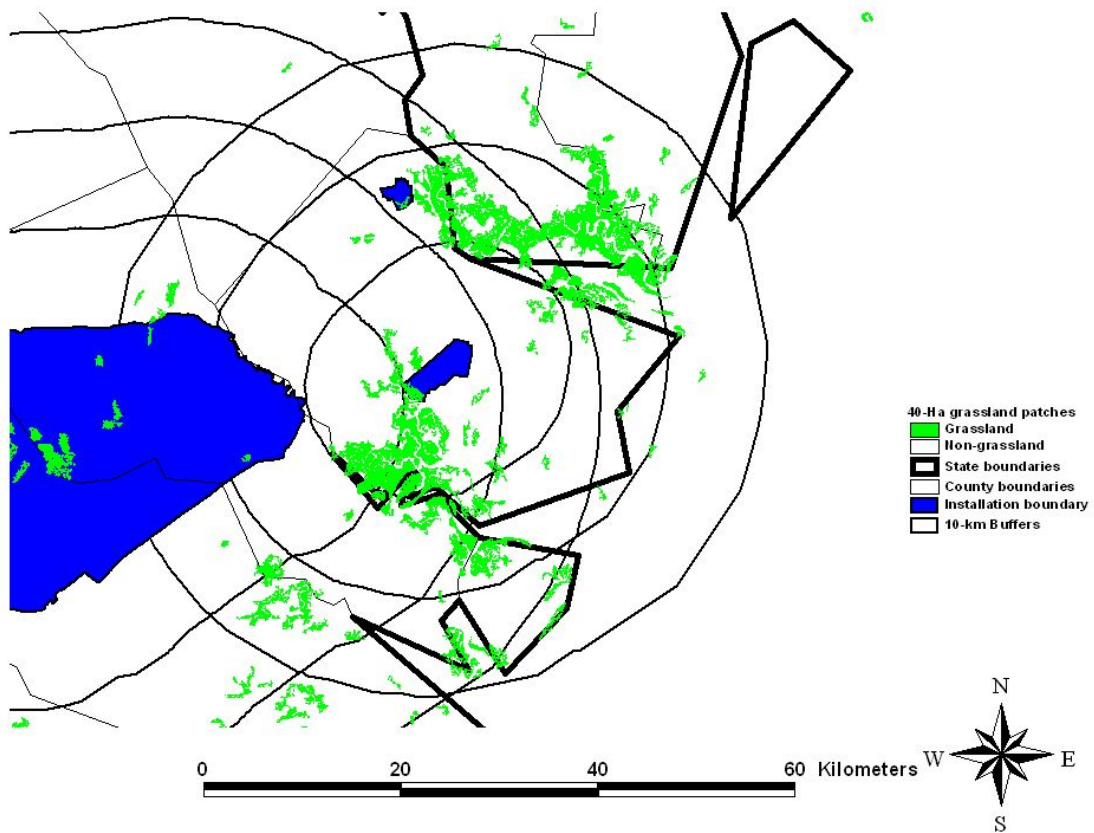 40-Ha grassland patches
Grassland
Non-grassland
State boundaries
County boundaries
Installation boundary
10-km Buffers
N
W E
S
0 20 40 60 Kilometers